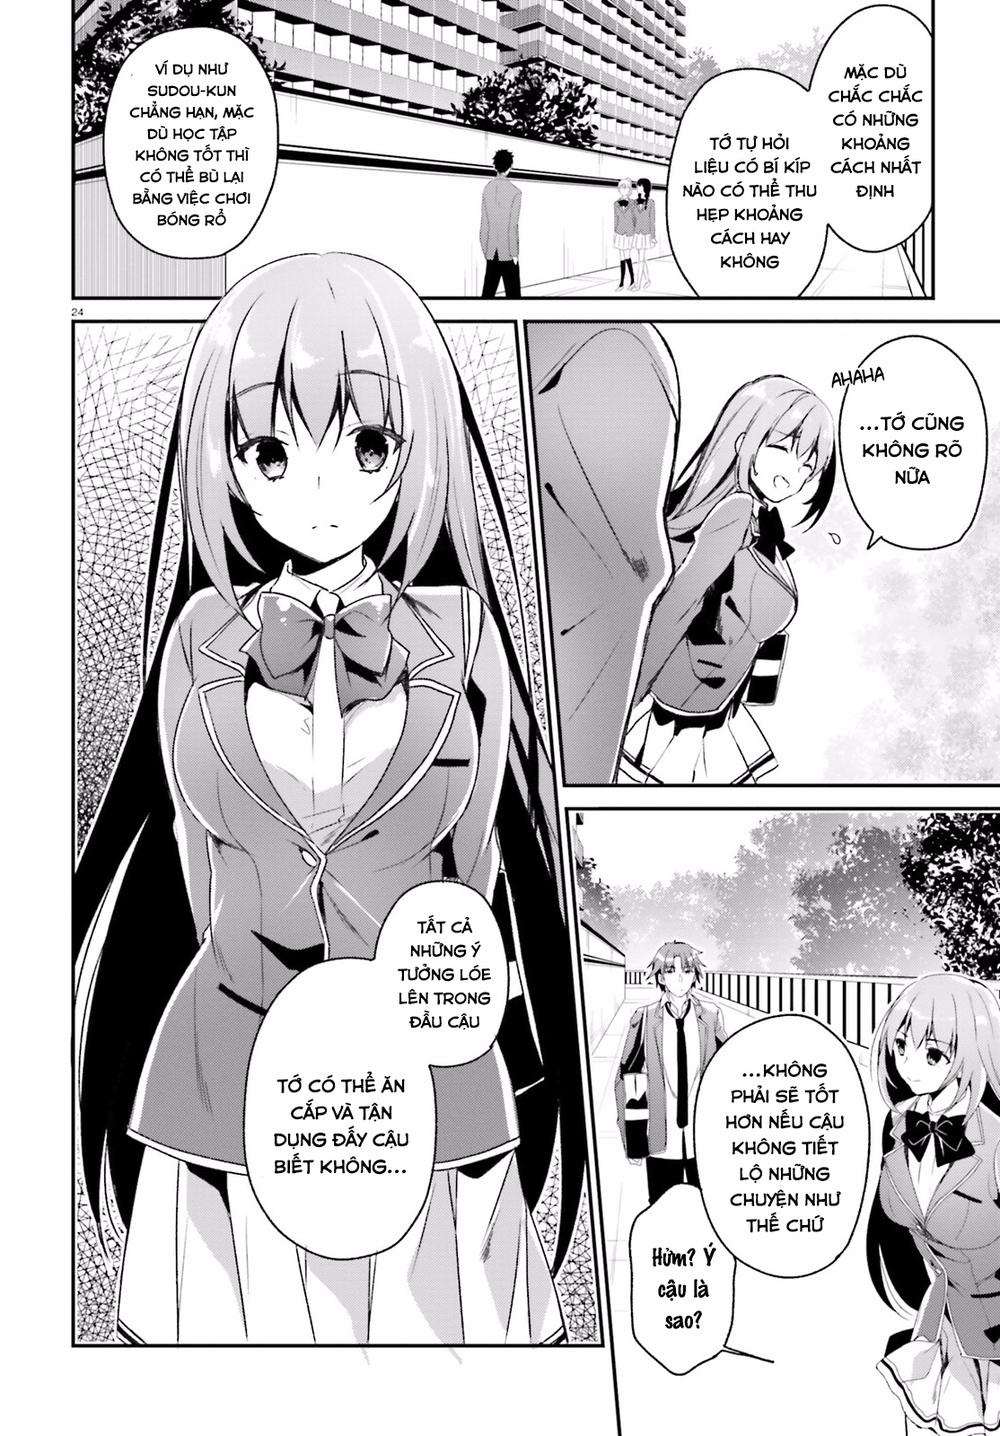 MẶC DÙ
CHẮC CHẮC
CÓ NHỮNG
KHOẢNG
CÁCH NHẤT
ĐỊNH
TỚ TỰ HỎI
LIỆU CÓ BÍ KÍP
NÀO CÓ THỂ THU
HẸP KHOẢNG
CÁCH HAY
KHÔNG
VÍ DỤ NHƯ
SUDOU-KUN
CHẲNG HẠN, MẶC
DÙ HỌC TẬP
KHÔNG TỐT THÌ
CÓ THỂ BÙ LẠI
BẰNG VIỆC CHƠI
BÓNG RỔ
24
AHAHA
...TỚ CŨNG
KHÔNG RÕ
NỮA
TẤT CẢ
NHỮNG Ý
TƯỞNG LÓE
LÊN TRONG
ĐẦU CẬU
TỚ CÓ THỂ ĂN
CẮP VÀ TẬN
DỤNG ĐẤY CẬU
BIẾT KHÔNG...
...KHÔNG
PHẢI SẼ TỐT
HƠN NẾU CẬU
KHÔNG TIẾT
LỘ NHỮNG
CHUYỆN NHƯ
THẾ CHỨ
Hửm? Ý
cậu là
sao?